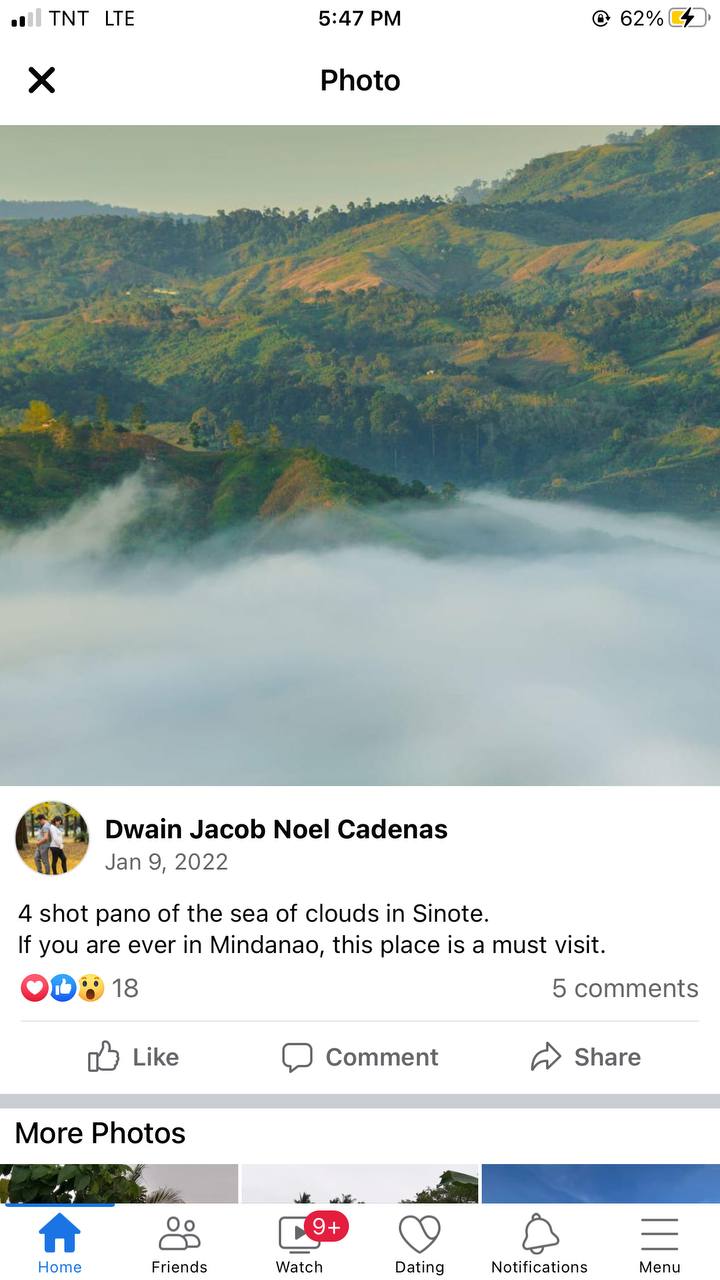 TNT LTE 5:47 PM 62%
Photo
Dwain Jacob Noel Cadenas
Jan 9, 2022
4 shot pano of the sea of clouds in Sinote.
If you are ever in Mindanao, this place is a must visit.
18 5 comments
Like Comment Share
More Photos
9+
Home Friends Watch Dating Notifications Menu